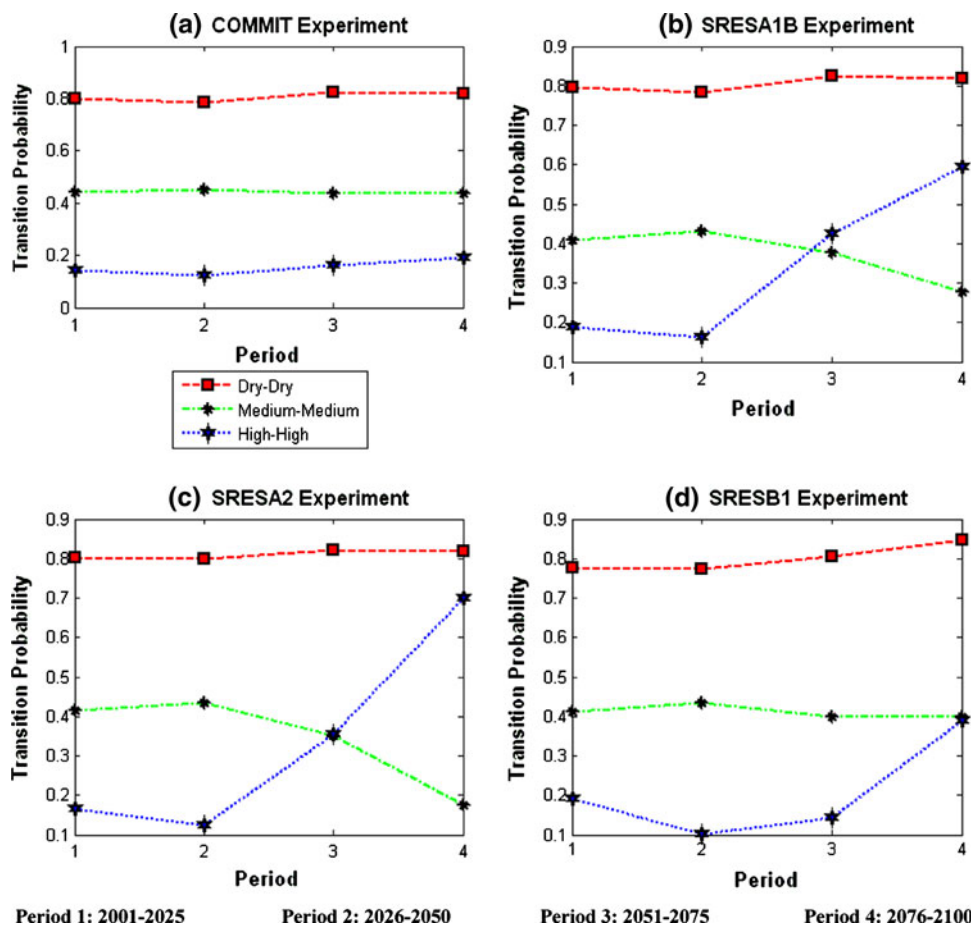 (a) COMMIT Experiment
Transition Probability
1
0.8
0.6
0.4
0.2
0
1 2 3 4
Period
Dry-Dry
Medium-Medium
High-High
(b) SRESA1B Experiment
Transition Probability
0.9
0.8
0.7
0.6
0.5
0.4
0.3
0.2
0.1
1 2 3 4
Period
(c) SRESA2 Experiment
Transition Probability
0.9
0.8
0.7
0.6
0.5
0.4
0.3
0.2
0.1
1 2 3 4
Period
(d) SRESB1 Experiment
Transition Probability
0.9
0.8
0.7
0.6
0.5
0.4
0.3
0.2
0.1
1 2 3 4
Period
Period 1: 2001-2025 Period 2: 2026-2050 Period 3: 2051-2075 Period 4: 2076-2100